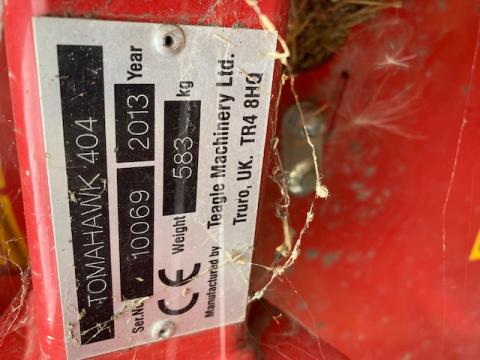 TOMAHAWK 404
Ser.No. 10069 2013 Year
CE Weight 583 kg
Manufactured by Teagle Machinery Ltd.
Truro, UK. TR4 8HQ